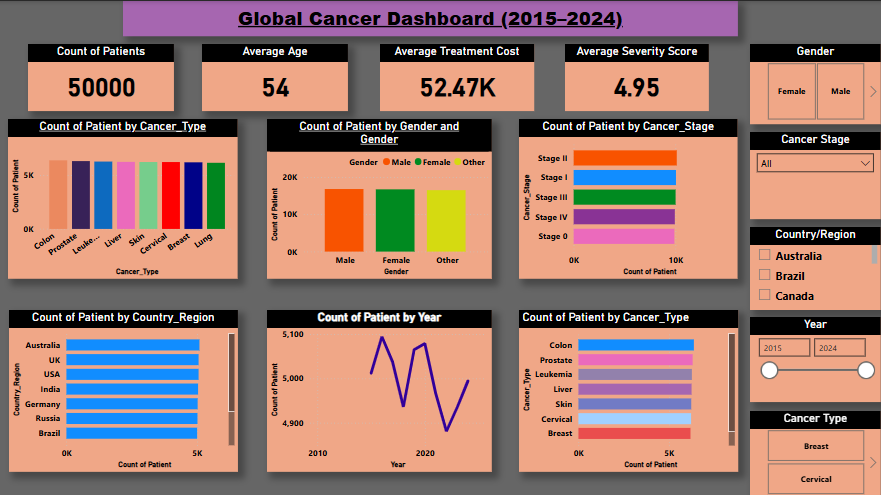 Global Cancer Dashboard (2015–2024)
Count of Patients
50000
Average Age
54
Average Treatment Cost
52.47K
Average Severity Score
4.95
Gender
Female
Male
Count of Patient by Cancer_Type
Count of Patient
5K
0K
Colon
Prostate
Leuke...
Liver
Skin
Cervical
Breast
Lung
Cancer_Type
Count of Patient by Gender and
Gender
Gender Male Female Other
Count of Patient
20K
10K
0K
Male
Female
Other
Gender
Count of Patient by Cancer_Stage
Cancer_Stage
Stage II
Stage I
Stage III
Stage IV
Stage 0
0K
10K
Count of Patient
Cancer Stage
All
Country/Region
Australia
Brazil
Canada
Count of Patient by Country_Region
Country_Region
Australia
UK
USA
India
Germany
Russia
Brazil
0K
5K
Count of Patient
Count of Patient by Year
Count of Patient
5,100
5,000
4,900
2010
2020
Year
Count of Patient by Cancer_Type
Cancer_Type
Colon
Prostate
Leukemia
Liver
Skin
Cervical
Breast
0K
5K
Count of Patient
Year
2015
2024
Cancer Type
Breast
Cervical